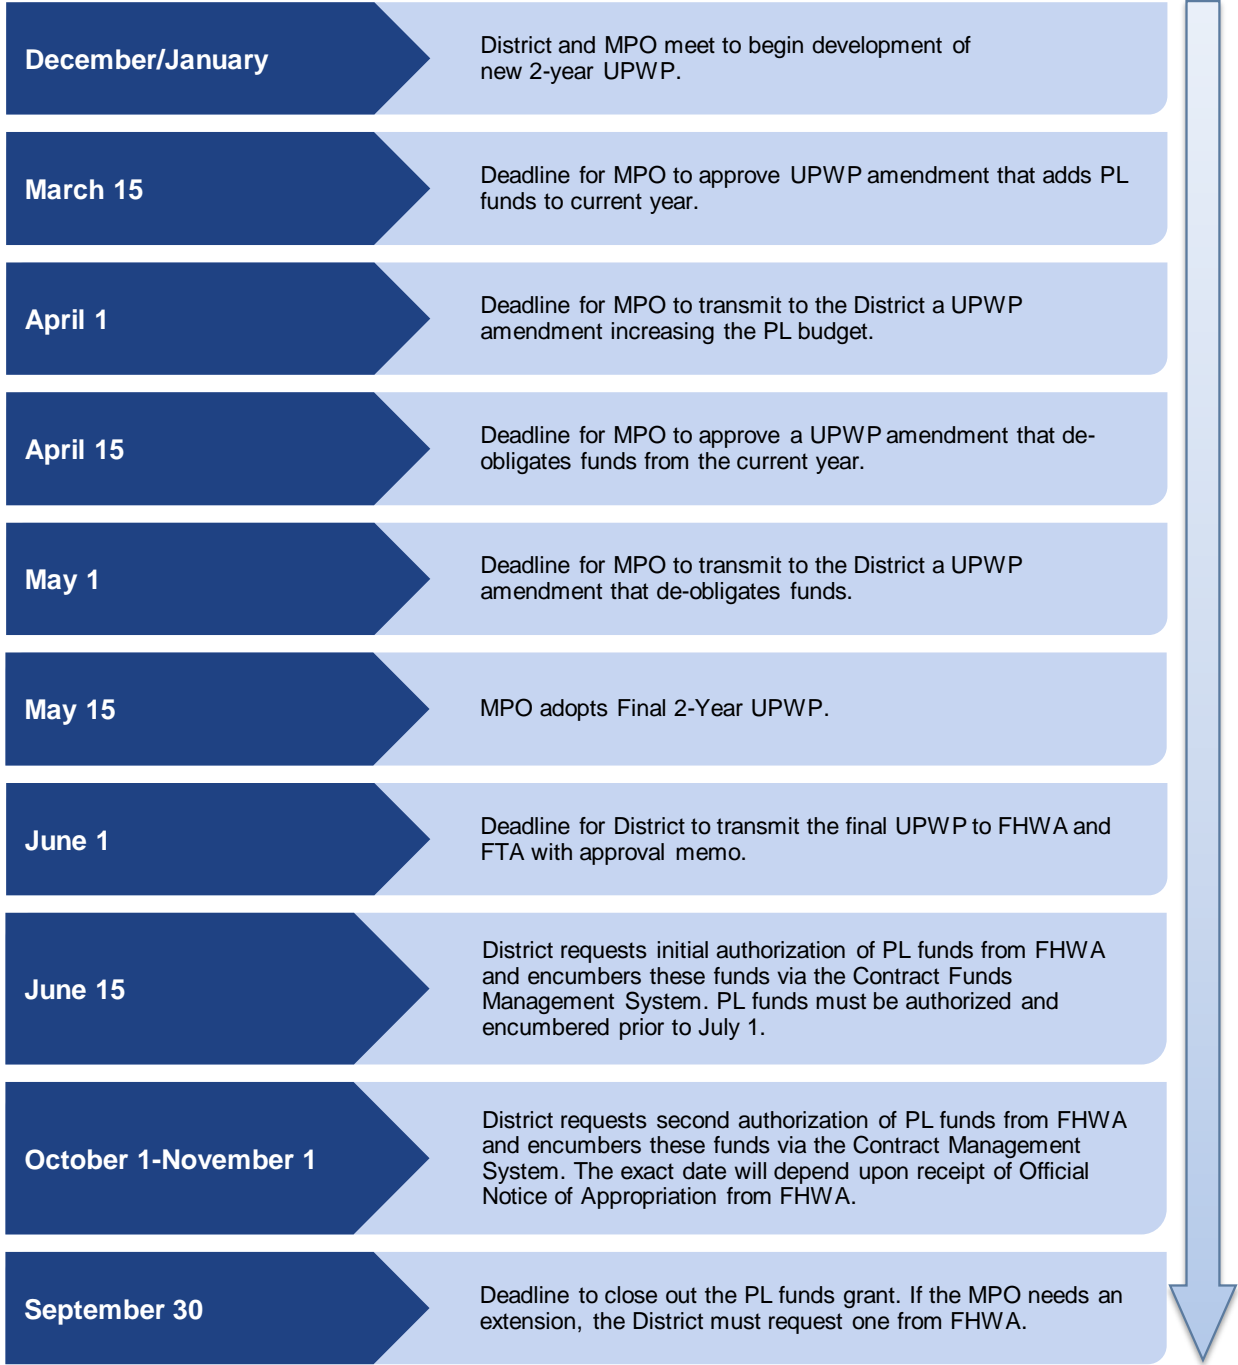 December/January
District and MPO meet to begin development of
new 2-year UPWP.
March 15
Deadline for MPO to approve UPWP amendment that adds PL
funds to current year.
April 1
Deadline for MPO to transmit to the District a UPWP
amendment increasing the PL budget.
April 15
Deadline for MPO to approve a UPWP amendment that de-
obligates funds from the current year.
May 1
Deadline for MPO to transmit to the District a UPWP
amendment that de-obligates funds.
May 15
MPO adopts Final 2-Year UPWP.
June 1
Deadline for District to transmit the final UPWP to FHWA and
FTA with approval memo.
June 15
District requests initial authorization of PL funds from FHWA
and encumbers these funds via the Contract Funds
Management System. PL funds must be authorized and
encumbered prior to July 1.
October 1-November 1
District requests second authorization of PL funds from FHWA
and encumbers these funds via the Contract Management
System. The exact date will depend upon receipt of Official
Notice of Appropriation from FHWA.
September 30
Deadline to close out the PL funds grant. If the MPO needs an
extension, the District must request one from FHWA.